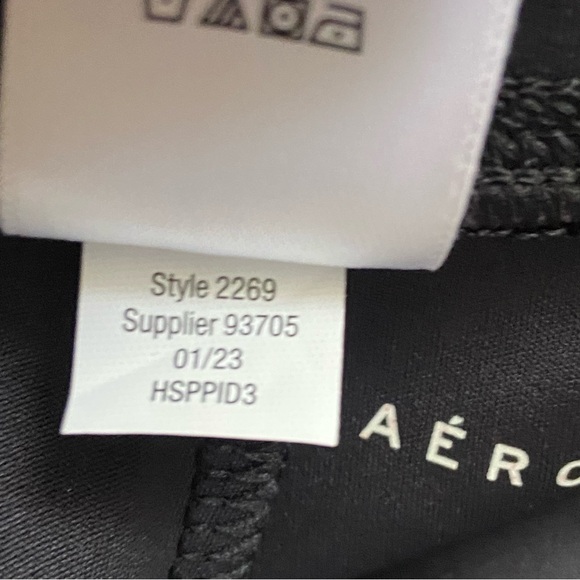 Style 2269
Supplier 93705
01/23
HSPPID3
AÉRO